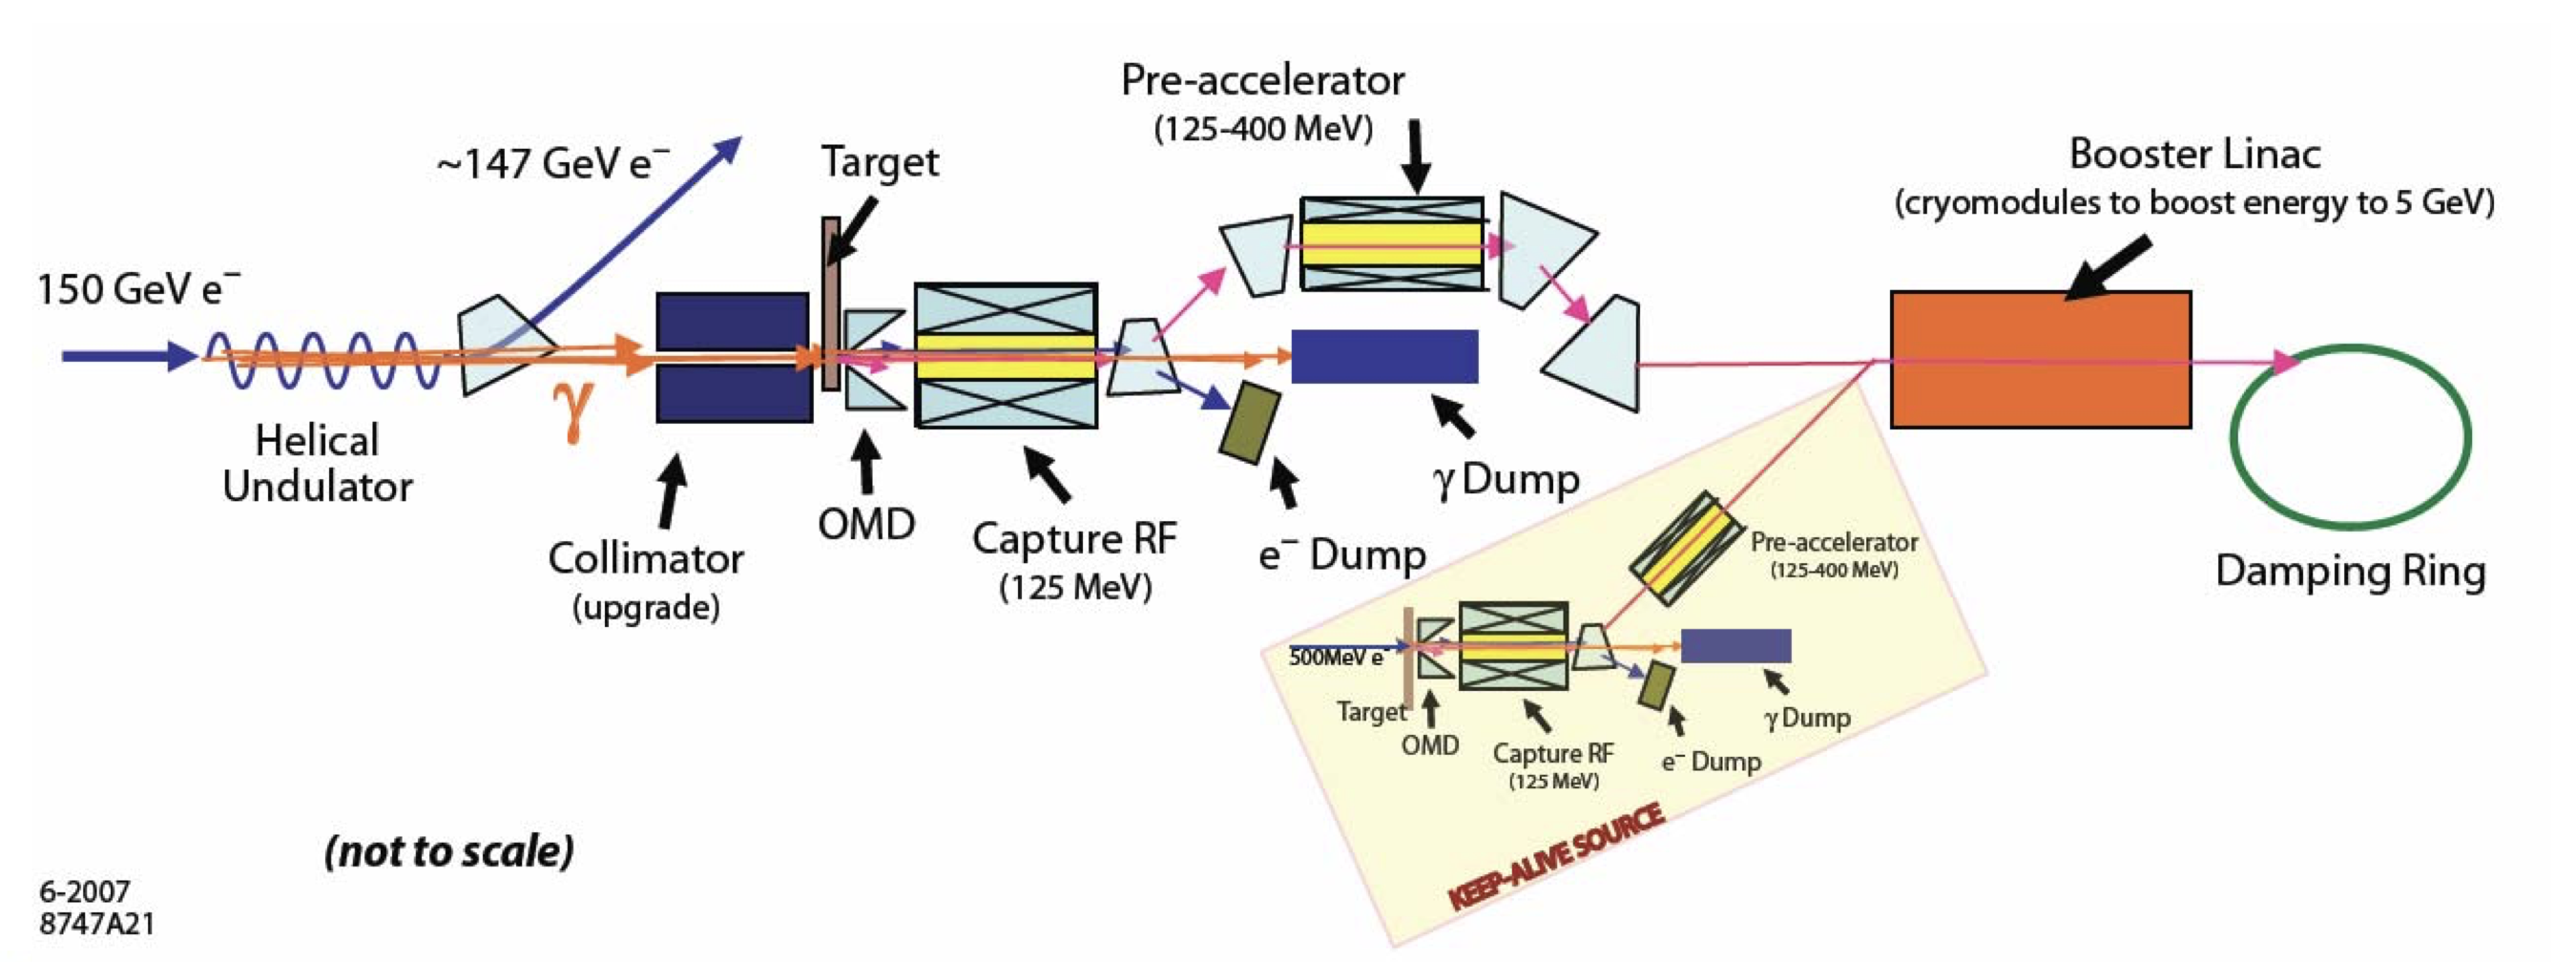 Pre-accelerator
(125-400 MeV)
~147 GeV e⁻
Target
Booster Linac
(cryomodules to boost energy to 5 GeV)
150 GeV e⁻
γ
Helical
Undulator
Collimator
(upgrade)
OMD
Capture RF
(125 MeV)
e⁻ Dump
γ Dump
Damping Ring
Pre-accelerator
(125-400 MeV)
500MeV e⁻
Target
OMD
Capture RF
(125 MeV)
e⁻ Dump
γ Dump
KEEP-ALIVE SOURCE
(not to scale)
6-2007
8747A21